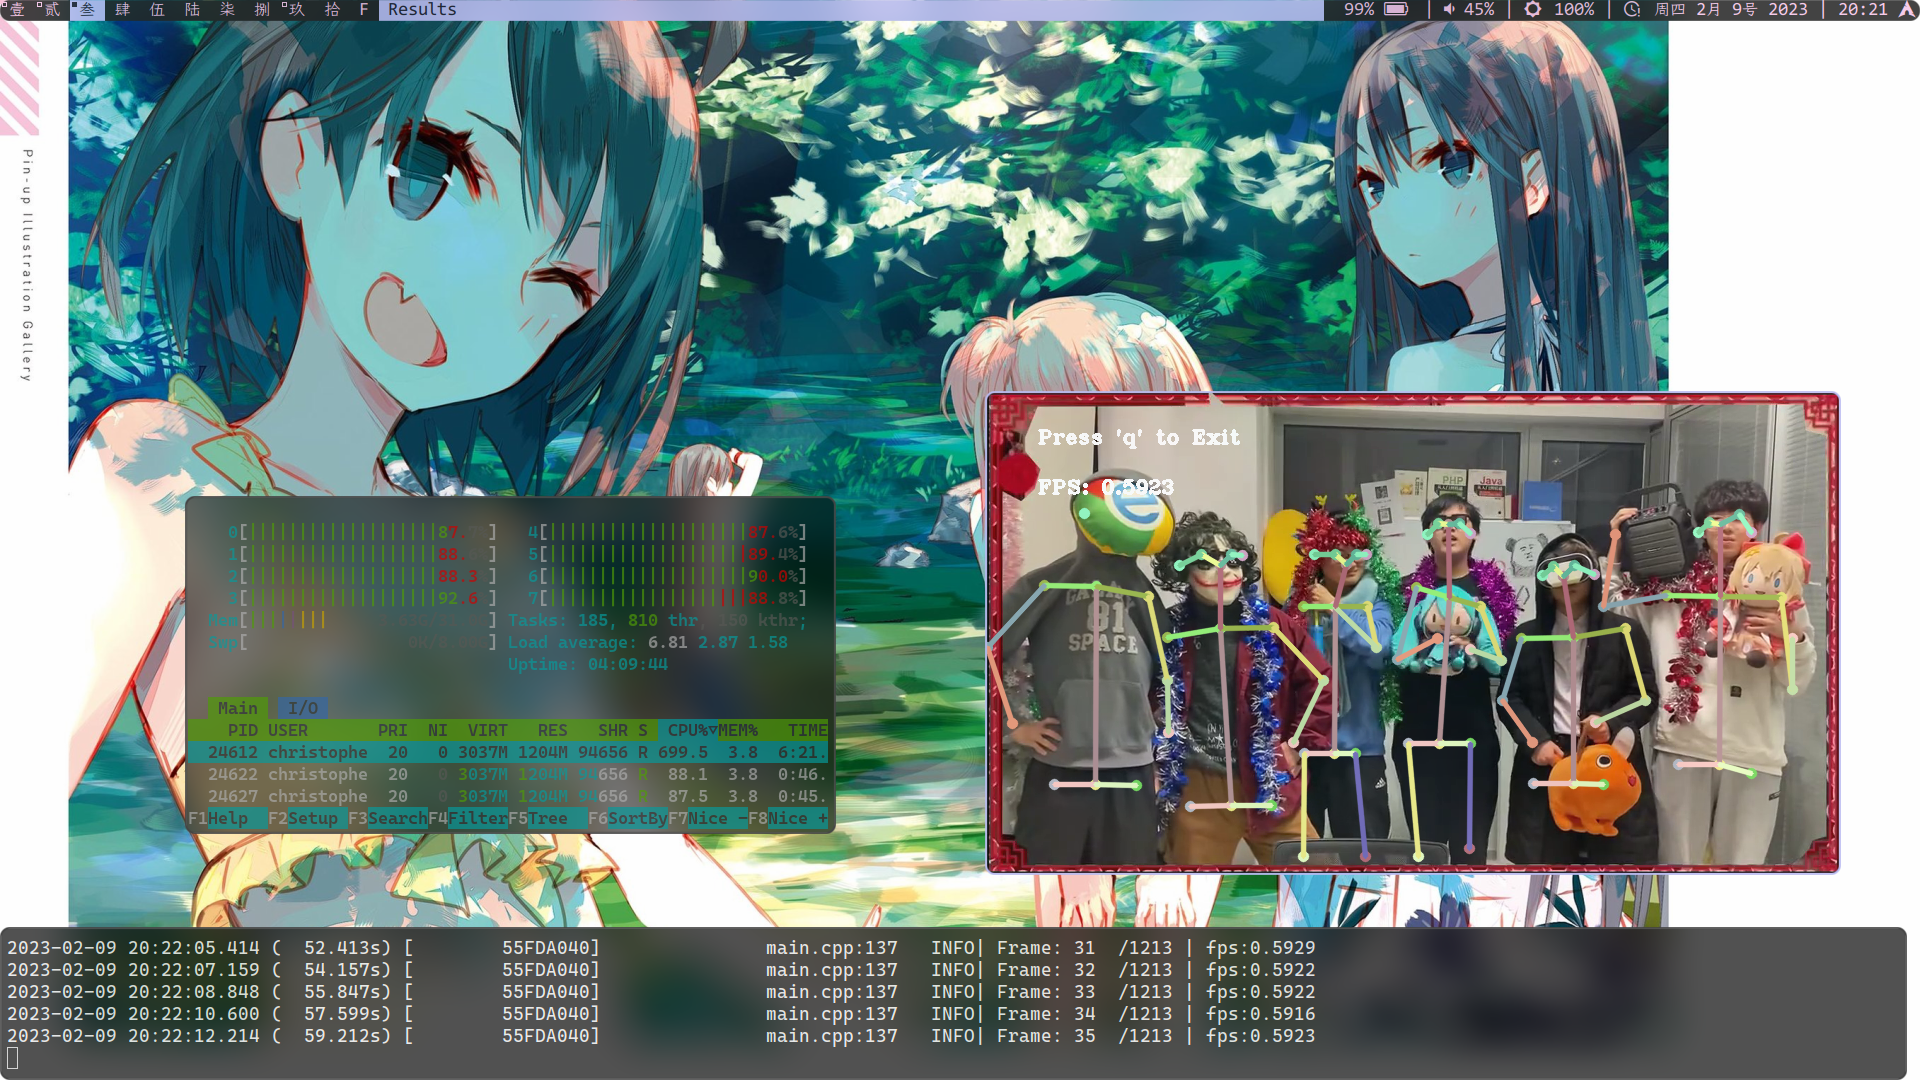 壹 贰 叁 肆 伍 陆 柒 捌 玖 拾 F Results 99% 45% | 100% | 周四 2月 9号 2023 | 20:21
Pin-up Illustration Gallery
Press 'q' to Exit
FPS: 0.5923
PHP
Java
81
SPACE
0[ 87. ] 4[ 87.6%]
1[ 88. ] 5[ 89.4%]
2[ 88.3 ] 6[ 90.0%]
3[ 92.6 ] 7[ 88.8%]
Mem[ ] Tasks: 185, 810 thr, 150 kthr;
Swp[ ] Load average: 6.81 2.87 1.58
Uptime: 04:09:44
Main I/O
PID USER PRI NI VIRT RES SHR S CPU%▽MEM% TIME
24612 christophe 20 0 3037M 1204M 94656 R 699.5 3.8 6:21.
24622 christophe 20 0 3037M 1204M 94656 R 88.1 3.8 0:46.
24627 christophe 20 0 3037M 1204M 94656 R 87.5 3.8 0:45.
F1Help F2Setup F3SearchF4FilterF5Tree F6SortByF7Nice -F8Nice +
2023-02-09 20:22:05.414 ( 52.413s) [ 55FDA040] main.cpp:137 INFO| Frame: 31 /1213 | fps:0.5929
2023-02-09 20:22:07.159 ( 54.157s) [ 55FDA040] main.cpp:137 INFO| Frame: 32 /1213 | fps:0.5922
2023-02-09 20:22:08.848 ( 55.847s) [ 55FDA040] main.cpp:137 INFO| Frame: 33 /1213 | fps:0.5922
2023-02-09 20:22:10.600 ( 57.599s) [ 55FDA040] main.cpp:137 INFO| Frame: 34 /1213 | fps:0.5916
2023-02-09 20:22:12.214 ( 59.212s) [ 55FDA040] main.cpp:137 INFO| Frame: 35 /1213 | fps:0.5923